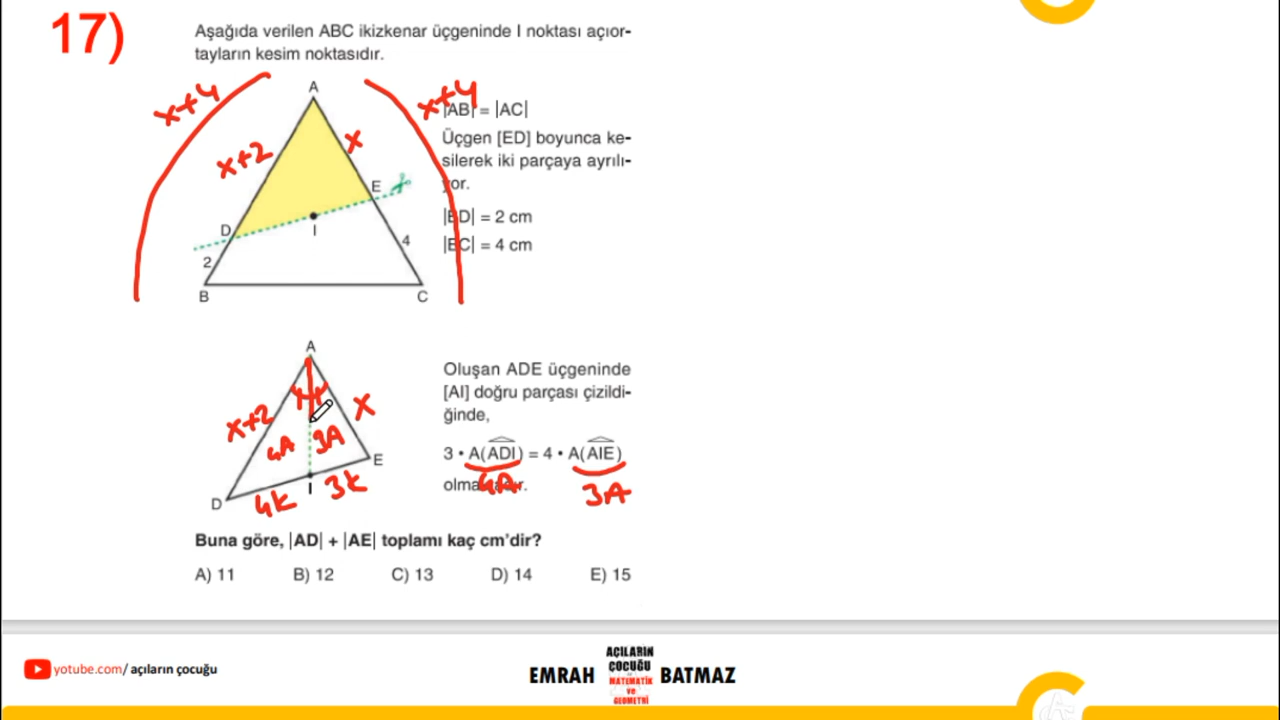 17)
Aşağıda verilen ABC ikizkenar üçgeninde I noktası açıor-
tayların kesim noktasıdır.
x+4
x+4
A
|AB| = |AC|
x+2
x
Üçgen [ED] boyunca ke-
silerek iki parçaya ayrılı-
yor.
E
D
I
|BD| = 2 cm
4
|EC| = 4 cm
2
B
C
A
Oluşan ADE üçgeninde
[AI] doğru parçası çizildi-
ğinde,
x+2
x
4A
3A
3 • A(ADI) = 4 • A(AIE)
4A
3A
E
D
I
4k
3k
Buna göre, |AD| + |AE| toplamı kaç cm'dir?
A) 11 B) 12 C) 13 D) 14 E) 15
yotube.com/ açıların çocuğu
EMRAH
AÇILARIN
ÇOCUĞU
MATEMATİK
ve
GEOMETRİ
BATMAZ